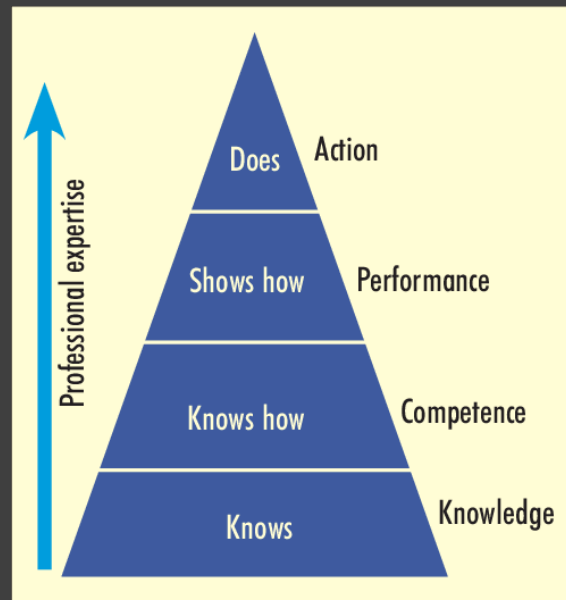 Does
Action
Shows how
Performance
Knows how
Competence
Knows
Knowledge
Professional expertise